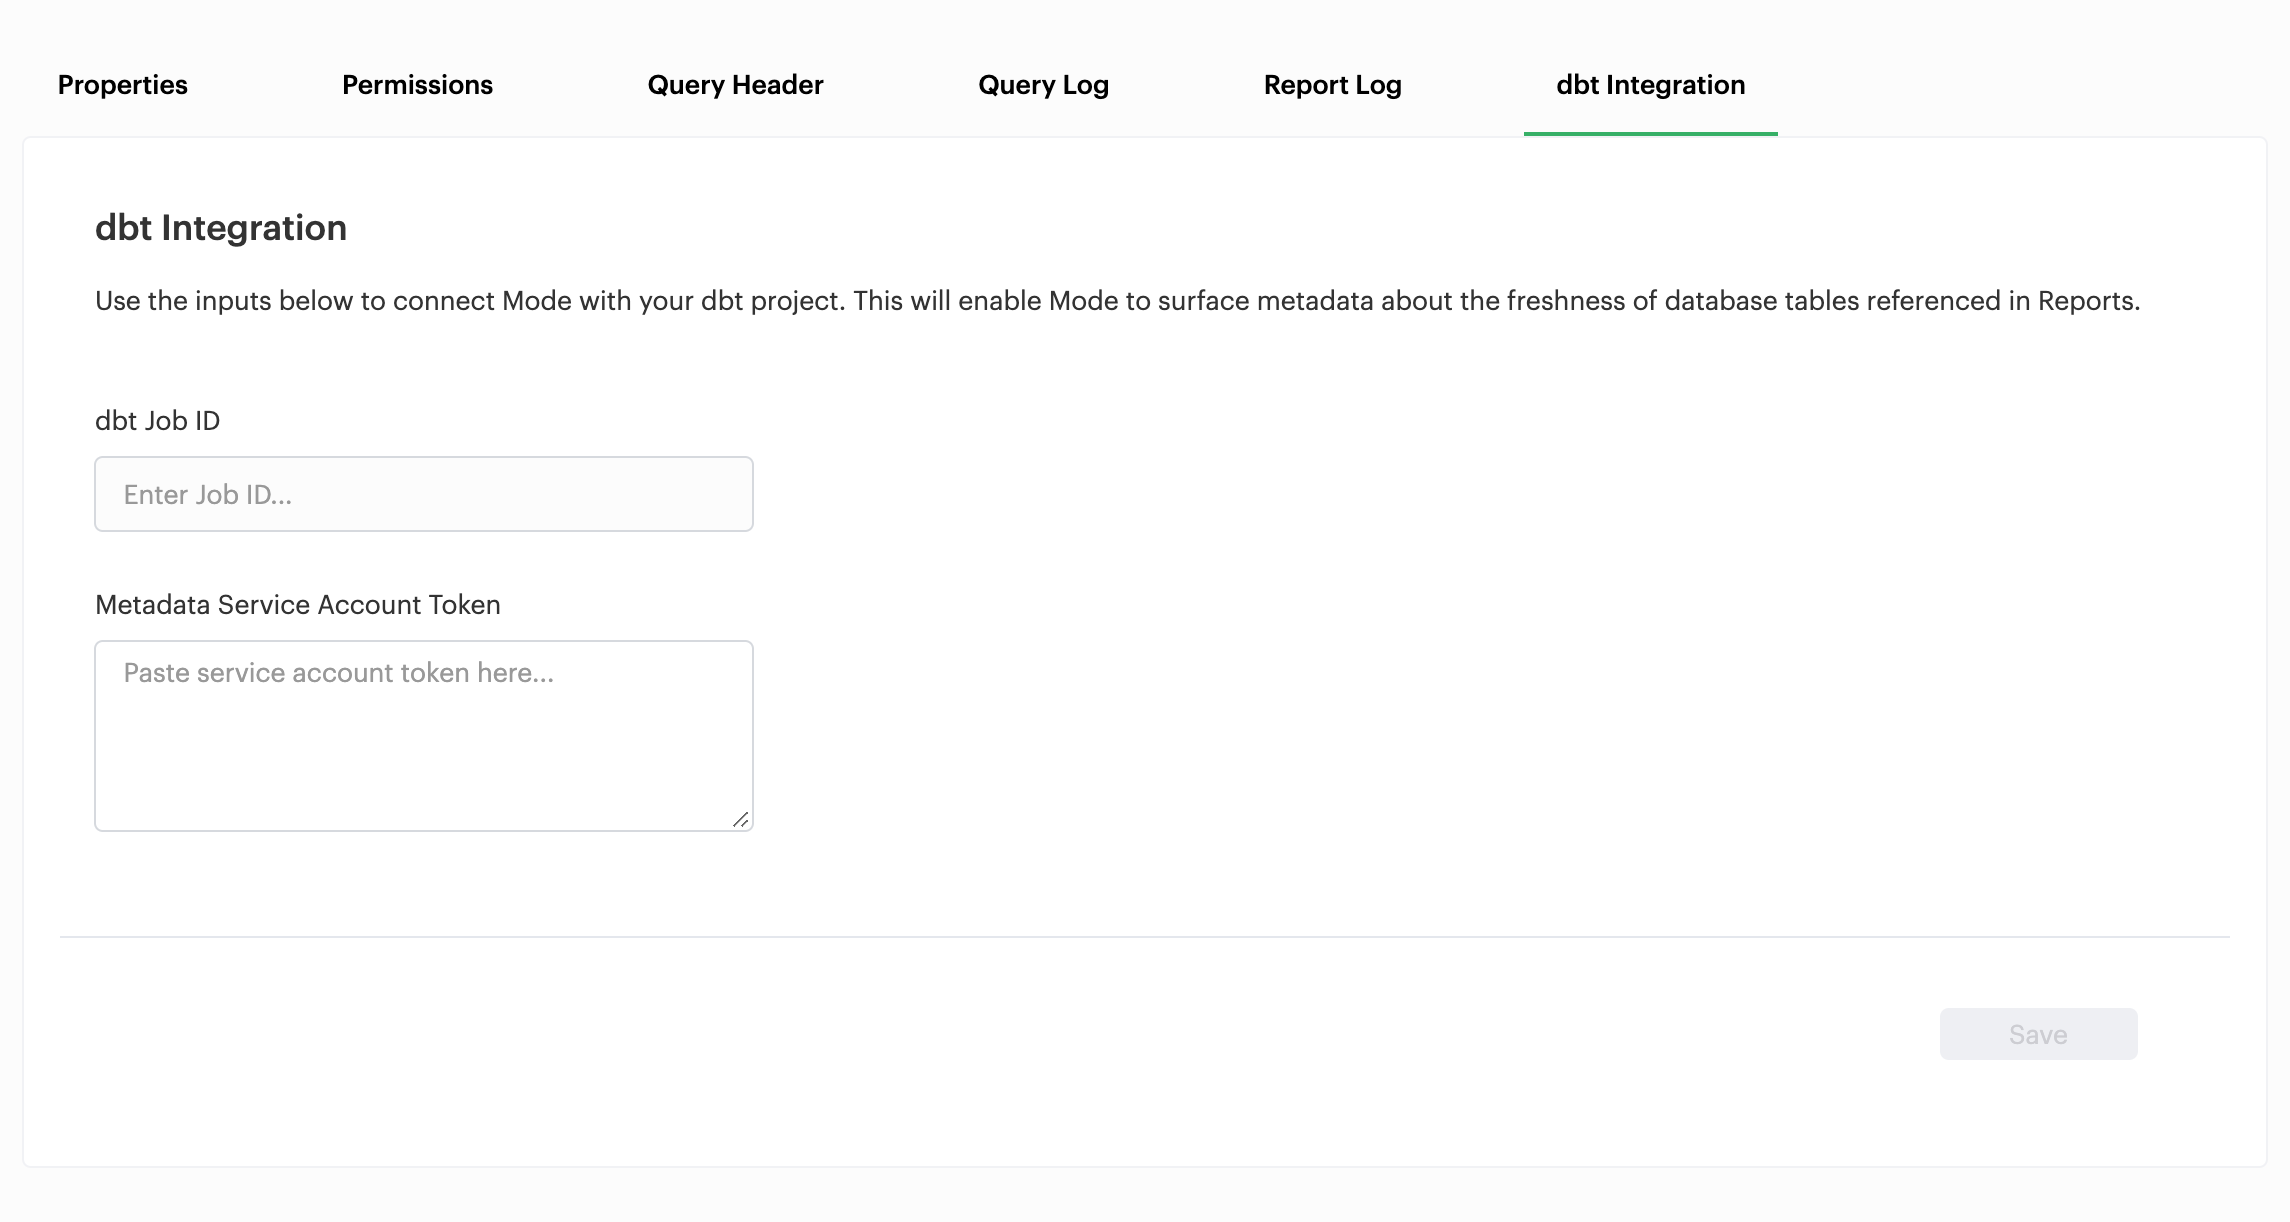 Properties Permissions Query Header Query Log Report Log dbt Integration
dbt Integration
Use the inputs below to connect Mode with your dbt project. This will enable Mode to surface metadata about the freshness of database tables referenced in Reports.
dbt Job ID
Enter Job ID...
Metadata Service Account Token
Paste service account token here...
Save